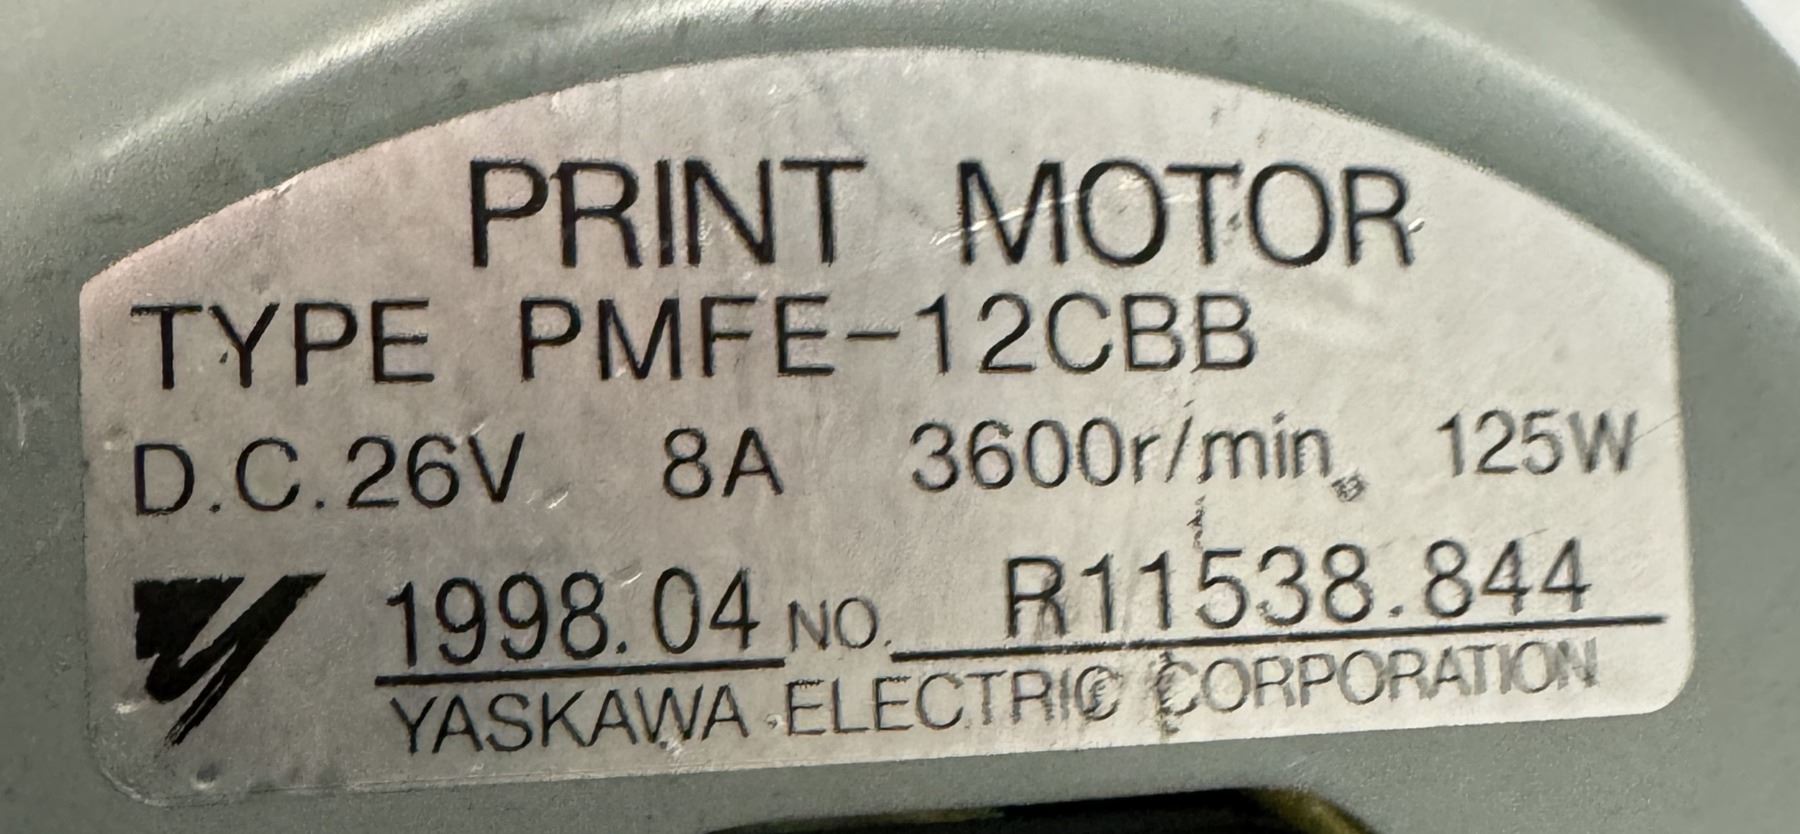 PRINT MOTOR
TYPE PMFE-12CBB
D.C.26V 8A 3600r/min. 125W
1998.04 NO. R11538.844
YASKAWA ELECTRIC CORPORATION